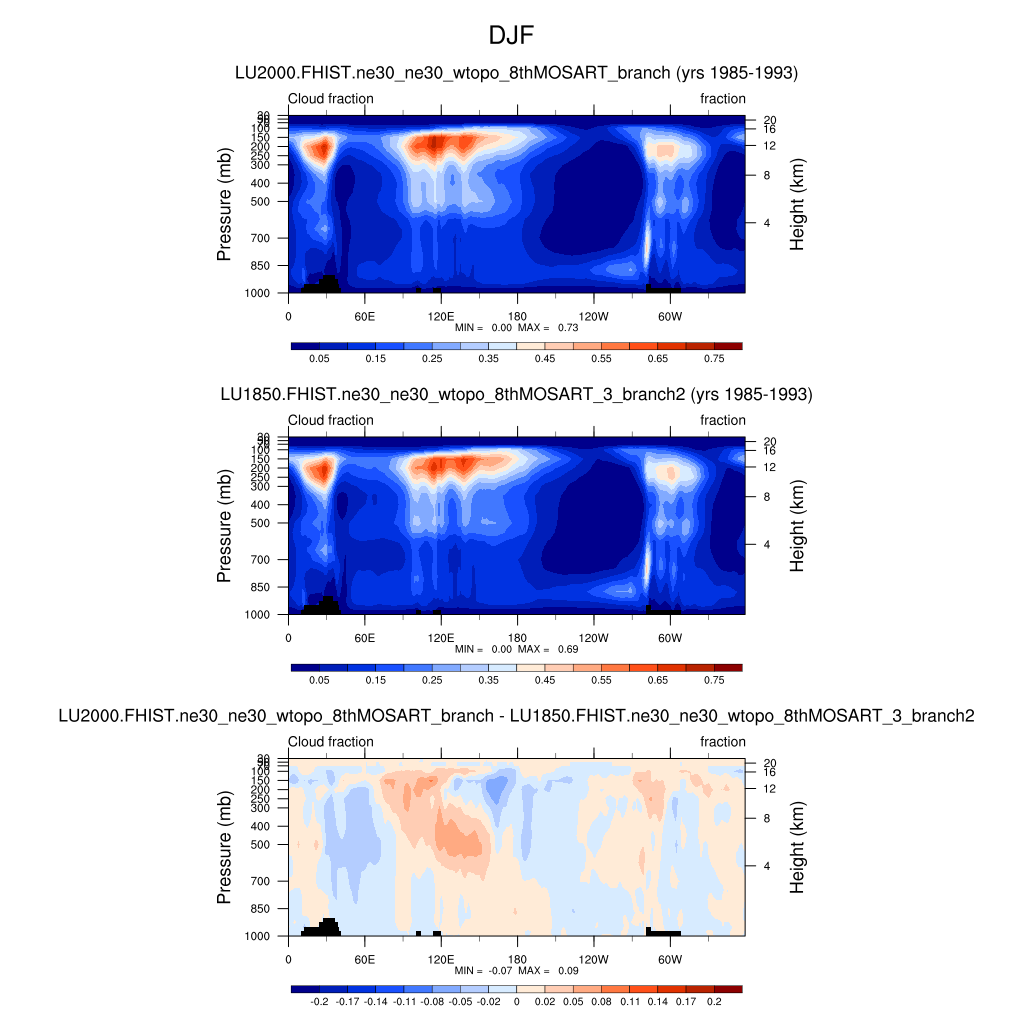 DJF
LU2000.FHIST.ne30_ne30_wtopo_8thMOSART_branch (yrs 1985-1993)
Cloud fraction fraction
100
150
200
250
300
400
500
700
850
1000
Pressure (mb)
20
16
12
8
4
Height (km)
0 60E 120E 180 120W 60W
MIN = 0.00 MAX = 0.73
0.05 0.15 0.25 0.35 0.45 0.55 0.65 0.75
LU1850.FHIST.ne30_ne30_wtopo_8thMOSART_3_branch2 (yrs 1985-1993)
Cloud fraction fraction
100
150
200
250
300
400
500
700
850
1000
Pressure (mb)
20
16
12
8
4
Height (km)
0 60E 120E 180 120W 60W
MIN = 0.00 MAX = 0.69
0.05 0.15 0.25 0.35 0.45 0.55 0.65 0.75
LU2000.FHIST.ne30_ne30_wtopo_8thMOSART_branch - LU1850.FHIST.ne30_ne30_wtopo_8thMOSART_3_branch2
Cloud fraction fraction
100
150
200
250
300
400
500
700
850
1000
Pressure (mb)
20
16
12
8
4
Height (km)
0 60E 120E 180 120W 60W
MIN = -0.07 MAX = 0.09
-0.2 -0.17 -0.14 -0.11 -0.08 -0.05 -0.02 0 0.02 0.05 0.08 0.11 0.14 0.17 0.2